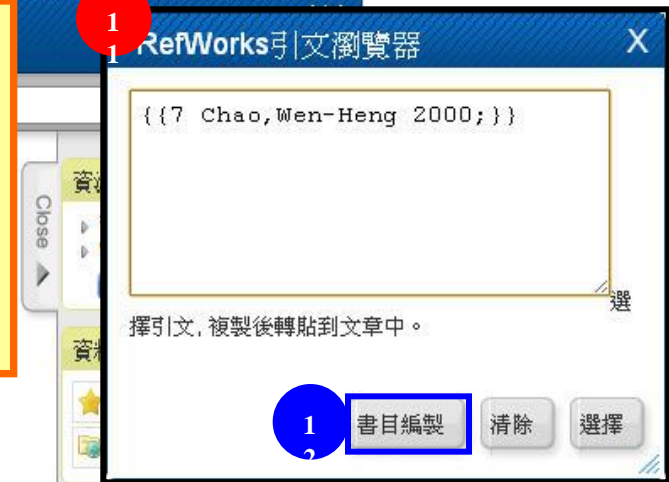 11
RefWorks引文瀏覽器 X
{{7 Chao,Wen-Heng 2000;}}
選
擇引文, 複製後轉貼到文章中。
12
書目編製 清除 選擇
Close
資
資